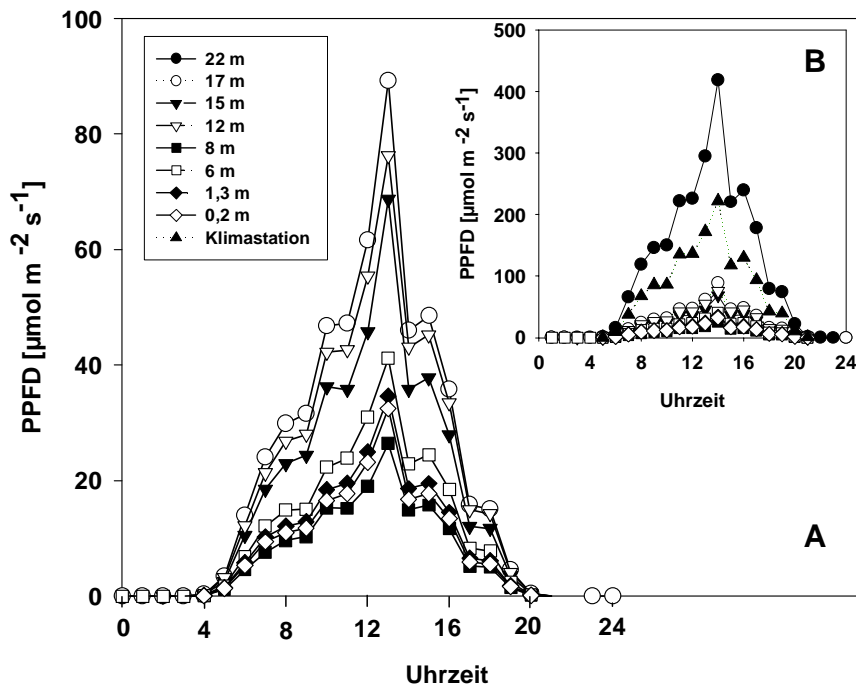 100
80
60
40
20
0
PPFD [µmol m⁻² s⁻¹]
22 m
17 m
15 m
12 m
8 m
6 m
1,3 m
0,2 m
Klimastation
A
0 4 8 12 16 20 24
Uhrzeit
500
400
300
200
100
0
PPFD [µmol m⁻² s⁻¹]
B
0 4 8 12 16 20 24
Uhrzeit